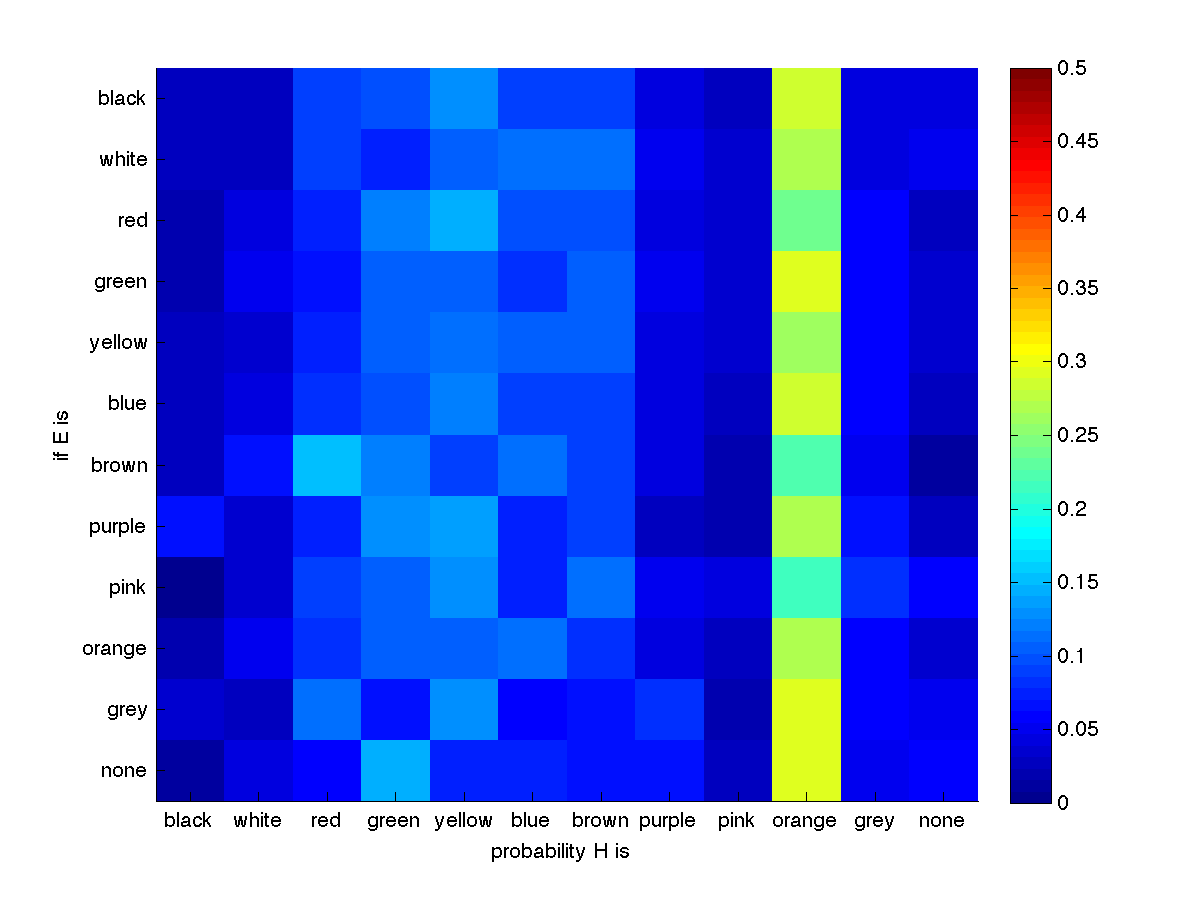 black
white
red
green
yellow
blue
brown
purple
pink
orange
grey
none
if E is
black white red green yellow blue brown purple pink orange grey none
probability H is
0.5
0.45
0.4
0.35
0.3
0.25
0.2
0.15
0.1
0.05
0